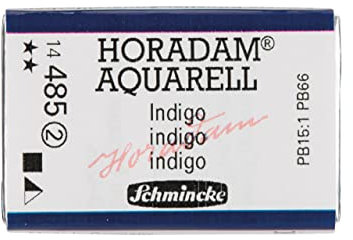 HORADAM®
AQUARELL
Indigo
indigo
indigo
Horadam
Schmincke
14 485 ②
★★
PB15:1 PB66